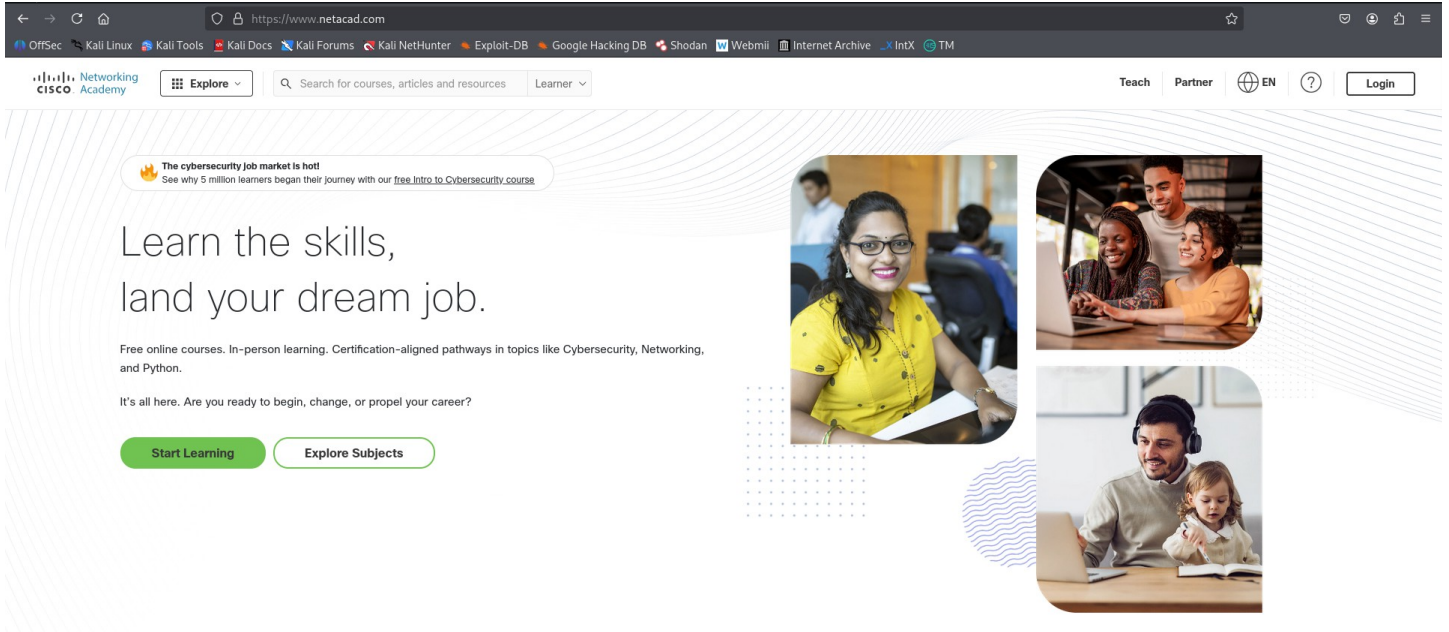 https://www.netacad.com
OffSec Kali Linux Kali Tools Kali Docs Kali Forums Kali NetHunter Exploit-DB Google Hacking DB Shodan Webmii Internet Archive IntX TM
CISCO Networking Academy
Explore
Search for courses, articles and resources
Learner
Teach
Partner
EN
?
Login
The cybersecurity job market is hot!
See why 5 million learners began their journey with our free Intro to Cybersecurity course
Learn the skills,
land your dream job.
Free online courses. In-person learning. Certification-aligned pathways in topics like Cybersecurity, Networking,
and Python.
It's all here. Are you ready to begin, change, or propel your career?
Start Learning
Explore Subjects